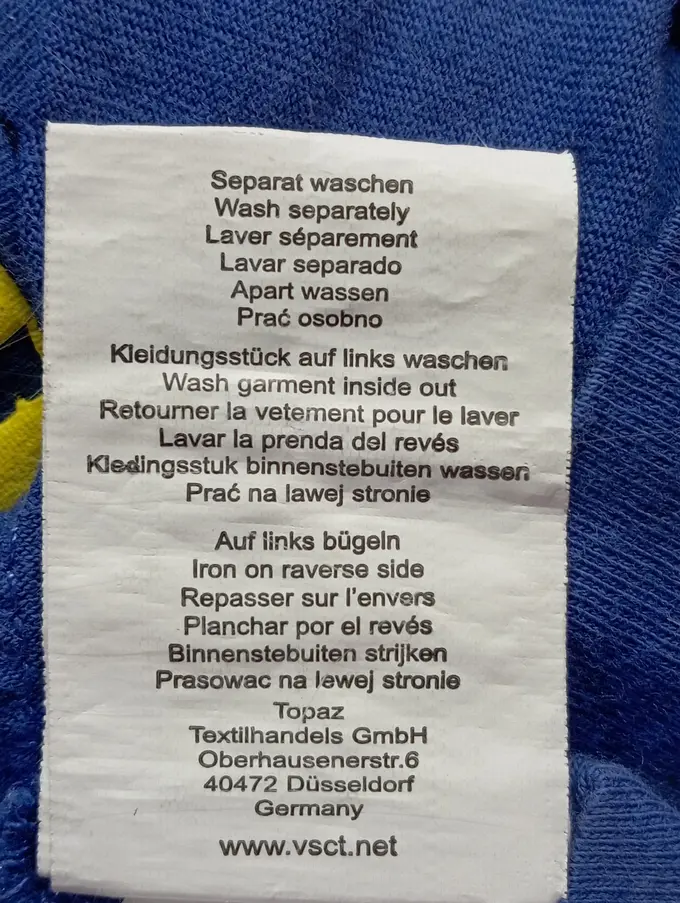 Separat waschen
Wash separately
Laver séparement
Lavar separado
Apart wassen
Prać osobno
Kleidungsstück auf links waschen
Wash garment inside out
Retourner la vetement pour le laver
Lavar la prenda del revés
Kledingsstuk binnenstebuiten wassen
Prać na lawej stronie
Auf links bügeln
Iron on raverse side
Repasser sur l'envers
Planchar por el revés
Binnenstebuiten strijken
Prasowac na lewej stronie
Topaz
Textilhandels GmbH
Oberhausenerstr.6
40472 Düsseldorf
Germany
www.vsct.net